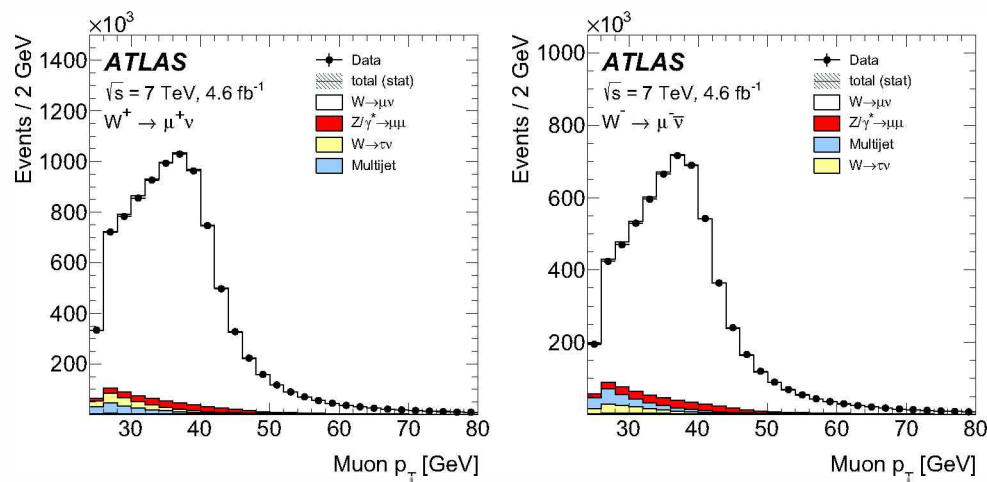 ×10³
Events / 2 GeV
1400
1200
1000
800
600
400
200
ATLAS
√s = 7 TeV, 4.6 fb⁻¹
W⁺ → μ⁺ν
Data
total (stat)
W→μν
Z/γ*→μμ
W→τν
Multijet
30 40 50 60 70 80
Muon p_T [GeV]
×10³
Events / 2 GeV
1000
800
600
400
200
ATLAS
√s = 7 TeV, 4.6 fb⁻¹
W⁻ → μ⁻ν̅
Data
total (stat)
W→μν
Z/γ*→μμ
Multijet
W→τν
30 40 50 60 70 80
Muon p_T [GeV]